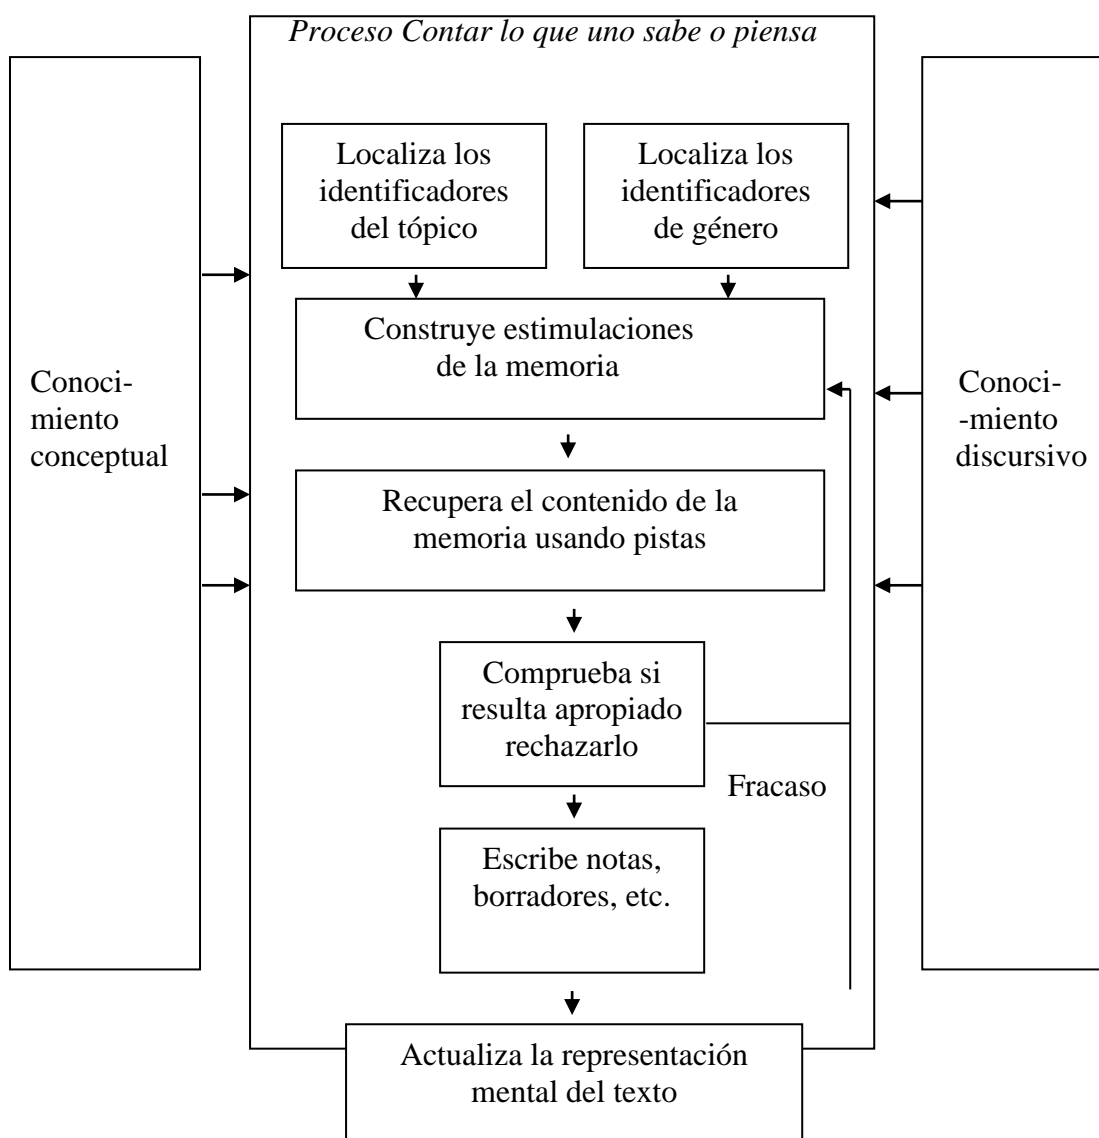 Proceso Contar lo que uno sabe o piensa
Localiza los
identificadores
del tópico
Localiza los
identificadores
de género
Construye estimulaciones
de la memoria
Conoci-
miento
conceptual
Conoci-
-miento
discursivo
Recupera el contenido de la
memoria usando pistas
Comprueba si
resulta apropiado
rechazarlo
Fracaso
Escribe notas,
borradores, etc.
Actualiza la representación
mental del texto